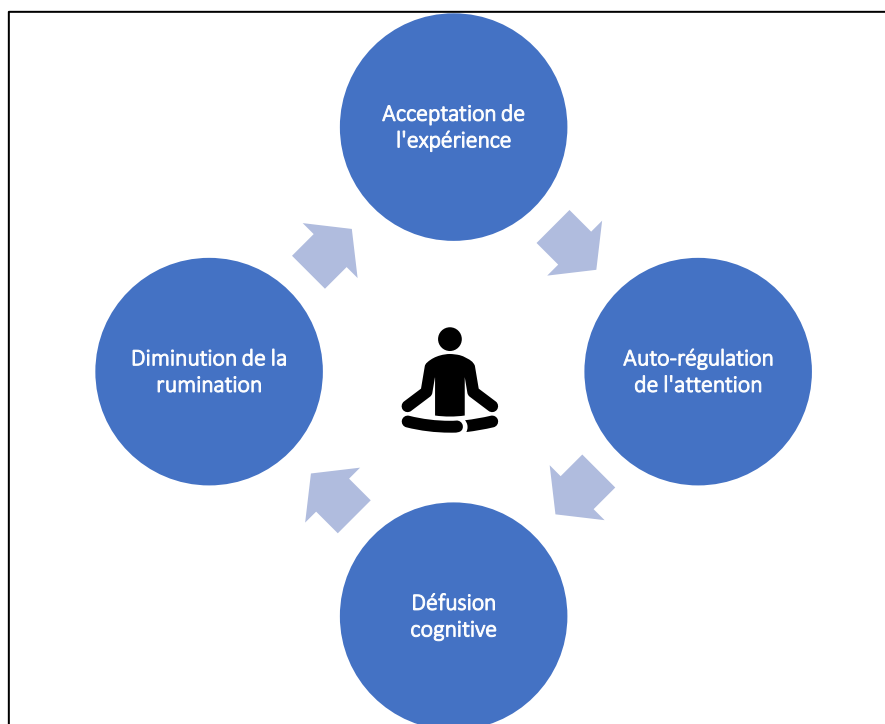 Acceptation de
l'expérience
Auto-régulation
de l'attention
Défusion
cognitive
Diminution de la
rumination